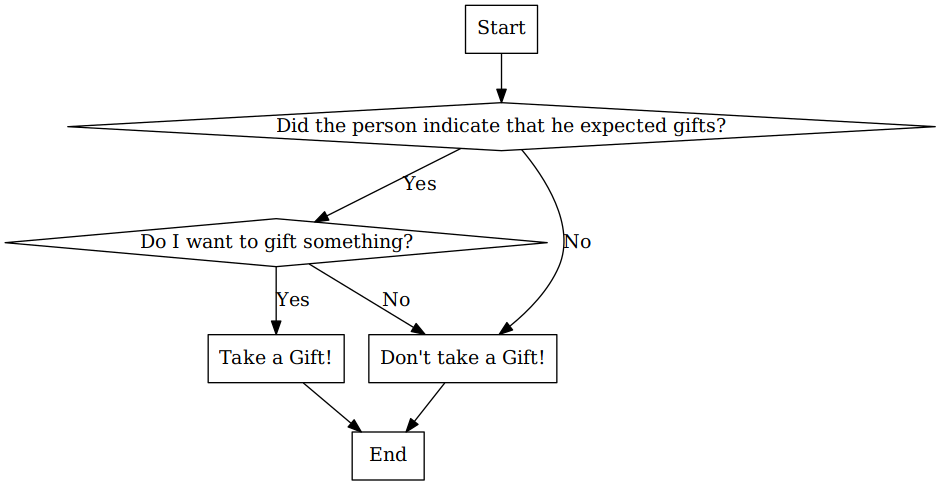 Start
Did the person indicate that he expected gifts?
Yes
Do I want to gift something?
No
Yes
No
Take a Gift!
Don't take a Gift!
End